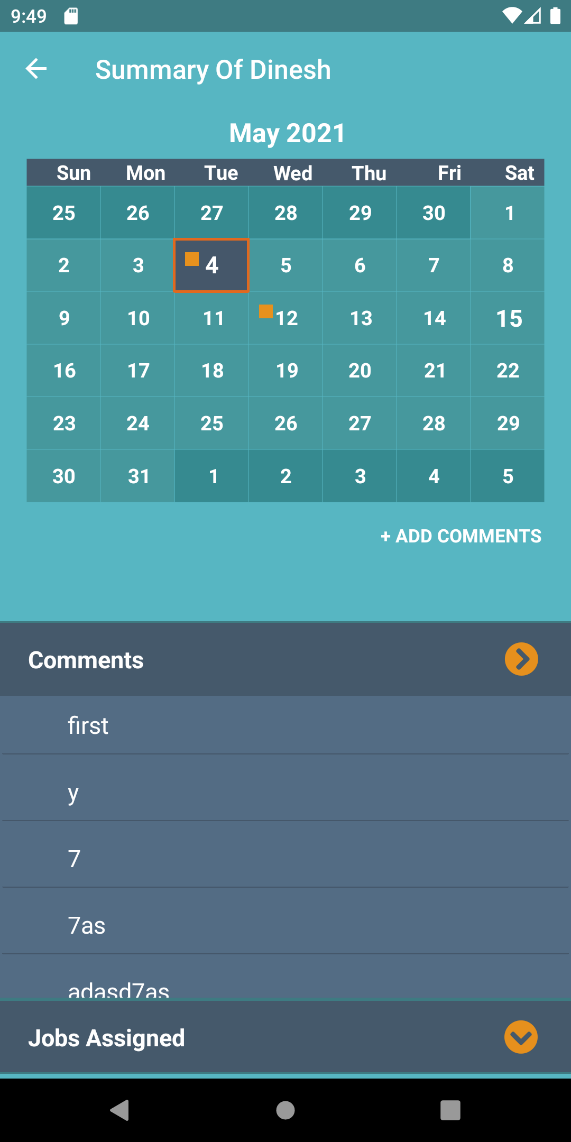 9:49
Summary Of Dinesh
May 2021
Sun Mon Tue Wed Thu Fri Sat
25 26 27 28 29 30 1
2 3 4 5 6 7 8
9 10 11 12 13 14 15
16 17 18 19 20 21 22
23 24 25 26 27 28 29
30 31 1 2 3 4 5
+ ADD COMMENTS
Comments
first
y
7
7as
adasd7as
Jobs Assigned